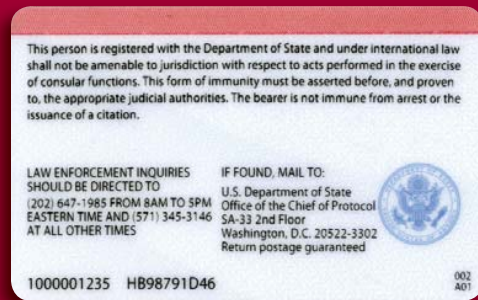 This person is registered with the Department of State and under international law
shall not be amenable to jurisdiction with respect to acts performed in the exercise
of consular functions. This form of immunity must be asserted before, and proven
to, the appropriate judicial authorities. The bearer is not immune from arrest or the
issuance of a citation.
LAW ENFORCEMENT INQUIRIES
SHOULD BE DIRECTED TO
(202) 647-1985 FROM 8AM TO 5PM
EASTERN TIME AND (571) 345-3146
AT ALL OTHER TIMES
IF FOUND, MAIL TO:
U.S. Department of State
Office of the Chief of Protocol
SA-33 2nd Floor
Washington, D.C. 20522-3302
Return postage guaranteed
1000001235 HB98791D46
002
A01